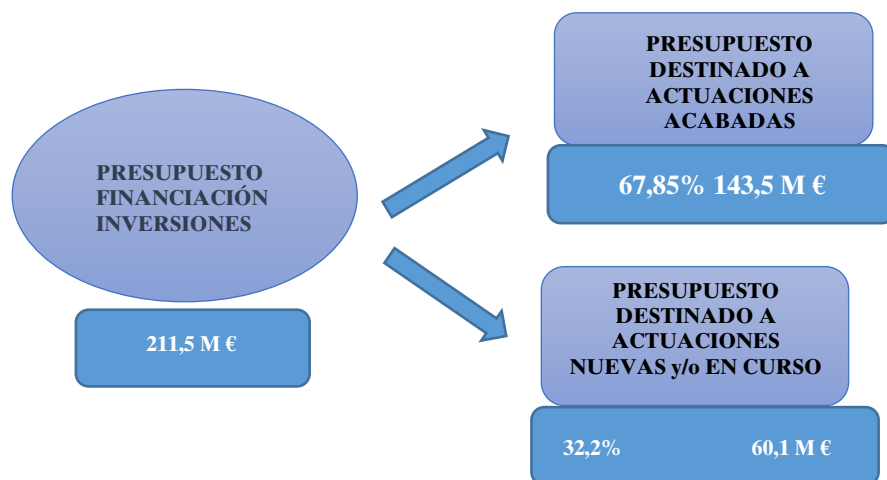 PRESUPUESTO
FINANCIACIÓN
INVERSIONES
211,5 M €
PRESUPUESTO
DESTINADO A
ACTUACIONES
ACABADAS
67,85% 143,5 M €
PRESUPUESTO
DESTINADO A
ACTUACIONES
NUEVAS y/o EN CURSO
32,2% 60,1 M €